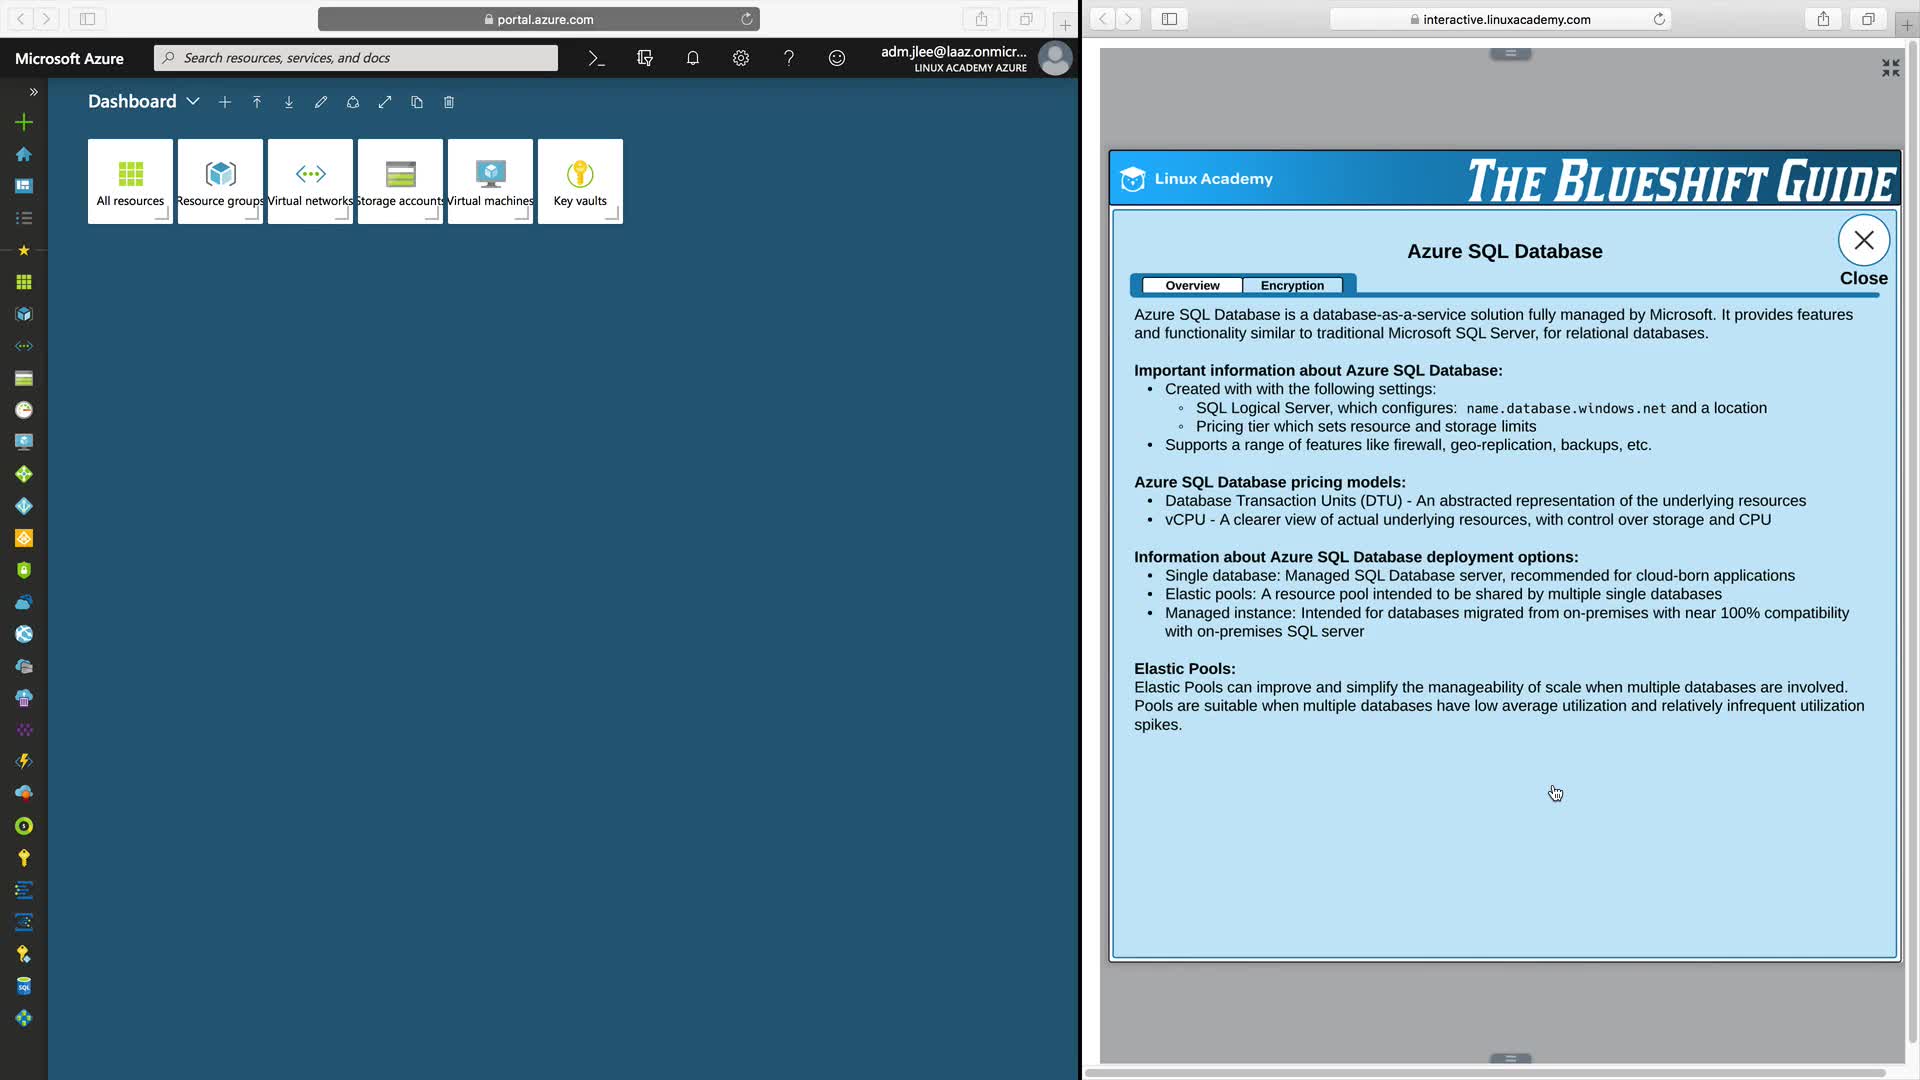 portal.azure.com
Microsoft Azure
Search resources, services, and docs
adm.jlee@laaz.onmicr...
LINUX ACADEMY AZURE
Dashboard
All resources
Resource groups
Virtual networks
Storage accounts
Virtual machines
Key vaults
SQL
interactive.linuxacademy.com
Linux Academy
THE BLUESHIFT GUIDE
Azure SQL Database
Close
Overview
Encryption
Azure SQL Database is a database-as-a-service solution fully managed by Microsoft. It provides features
and functionality similar to traditional Microsoft SQL Server, for relational databases.
Important information about Azure SQL Database:
• Created with with the following settings:
◦ SQL Logical Server, which configures: name.database.windows.net and a location
◦ Pricing tier which sets resource and storage limits
• Supports a range of features like firewall, geo-replication, backups, etc.
Azure SQL Database pricing models:
• Database Transaction Units (DTU) - An abstracted representation of the underlying resources
• vCPU - A clearer view of actual underlying resources, with control over storage and CPU
Information about Azure SQL Database deployment options:
• Single database: Managed SQL Database server, recommended for cloud-born applications
• Elastic pools: A resource pool intended to be shared by multiple single databases
• Managed instance: Intended for databases migrated from on-premises with near 100% compatibility
with on-premises SQL server
Elastic Pools:
Elastic Pools can improve and simplify the manageability of scale when multiple databases are involved.
Pools are suitable when multiple databases have low average utilization and relatively infrequent utilization
spikes.